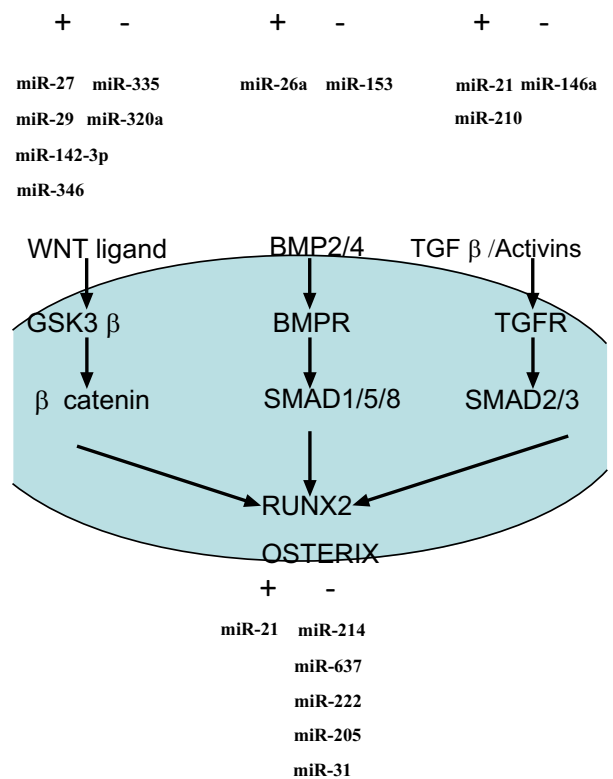 + - + - + -
miR-27 miR-335 miR-26a miR-153 miR-21 miR-146a
miR-29 miR-320a miR-210
miR-142-3p
miR-346
WNT ligand BMP2/4 TGF β /Activins
GSK3 β BMPR TGFR
β catenin SMAD1/5/8 SMAD2/3
RUNX2
OSTERIX
+ -
miR-21 miR-214
miR-637
miR-222
miR-205
miR-31